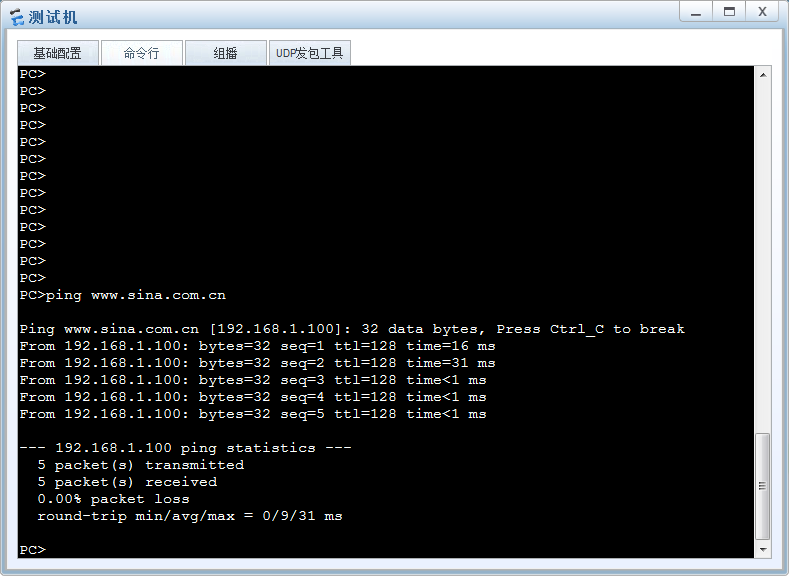 测试机
基础配置 命令行 组播 UDP发包工具
PC>
PC>
PC>
PC>
PC>
PC>
PC>
PC>
PC>
PC>
PC>
PC>
PC>
PC>ping www.sina.com.cn
Ping www.sina.com.cn [192.168.1.100]: 32 data bytes, Press Ctrl_C to break
From 192.168.1.100: bytes=32 seq=1 ttl=128 time=16 ms
From 192.168.1.100: bytes=32 seq=2 ttl=128 time=31 ms
From 192.168.1.100: bytes=32 seq=3 ttl=128 time<1 ms
From 192.168.1.100: bytes=32 seq=4 ttl=128 time<1 ms
From 192.168.1.100: bytes=32 seq=5 ttl=128 time<1 ms
--- 192.168.1.100 ping statistics ---
5 packet(s) transmitted
5 packet(s) received
0.00% packet loss
round-trip min/avg/max = 0/9/31 ms
PC>